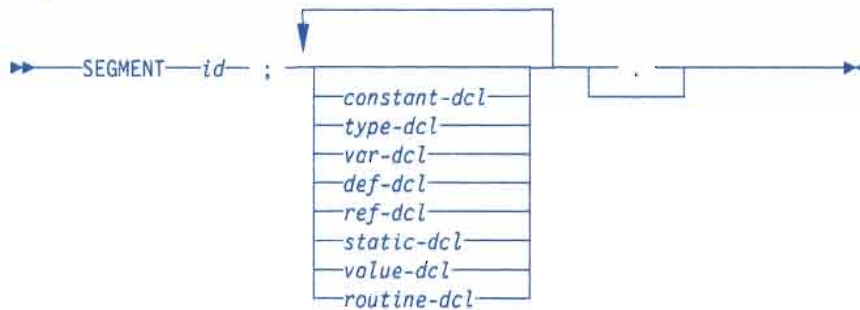 SEGMENT id ; .
constant-dcl
type-dcl
var-dcl
def-dcl
ref-dcl
static-dcl
value-dcl
routine-dcl